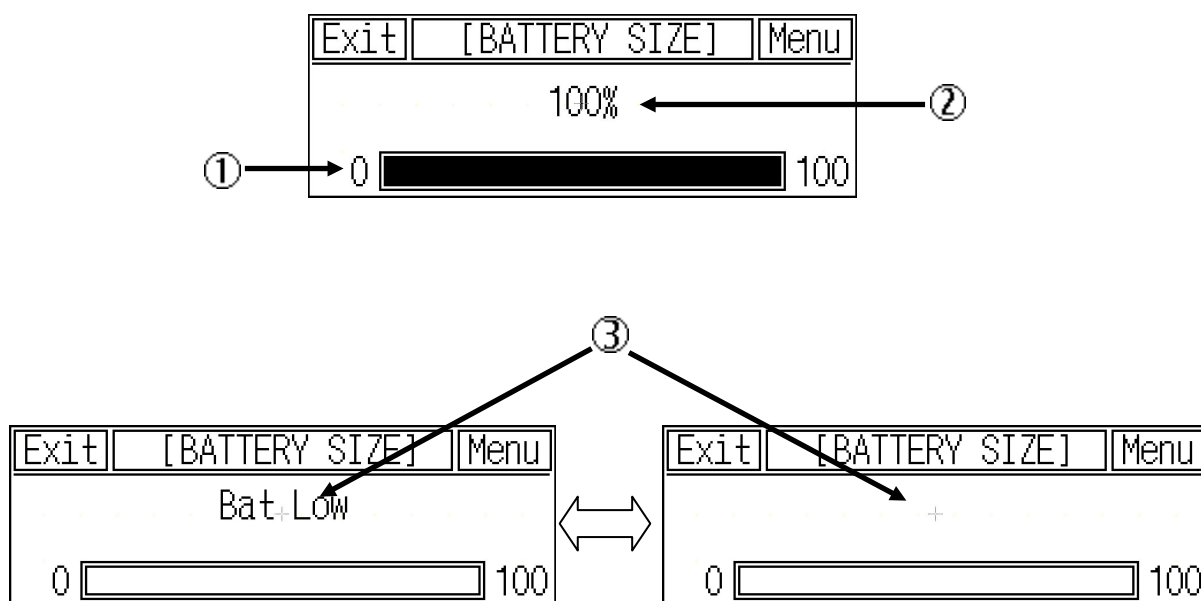 Exit [BATTERY SIZE] Menu
100% ②
① 0 100
③
Exit [BATTERY SIZE] Menu
Bat Low
0 100
Exit [BATTERY SIZE] Menu
0 100